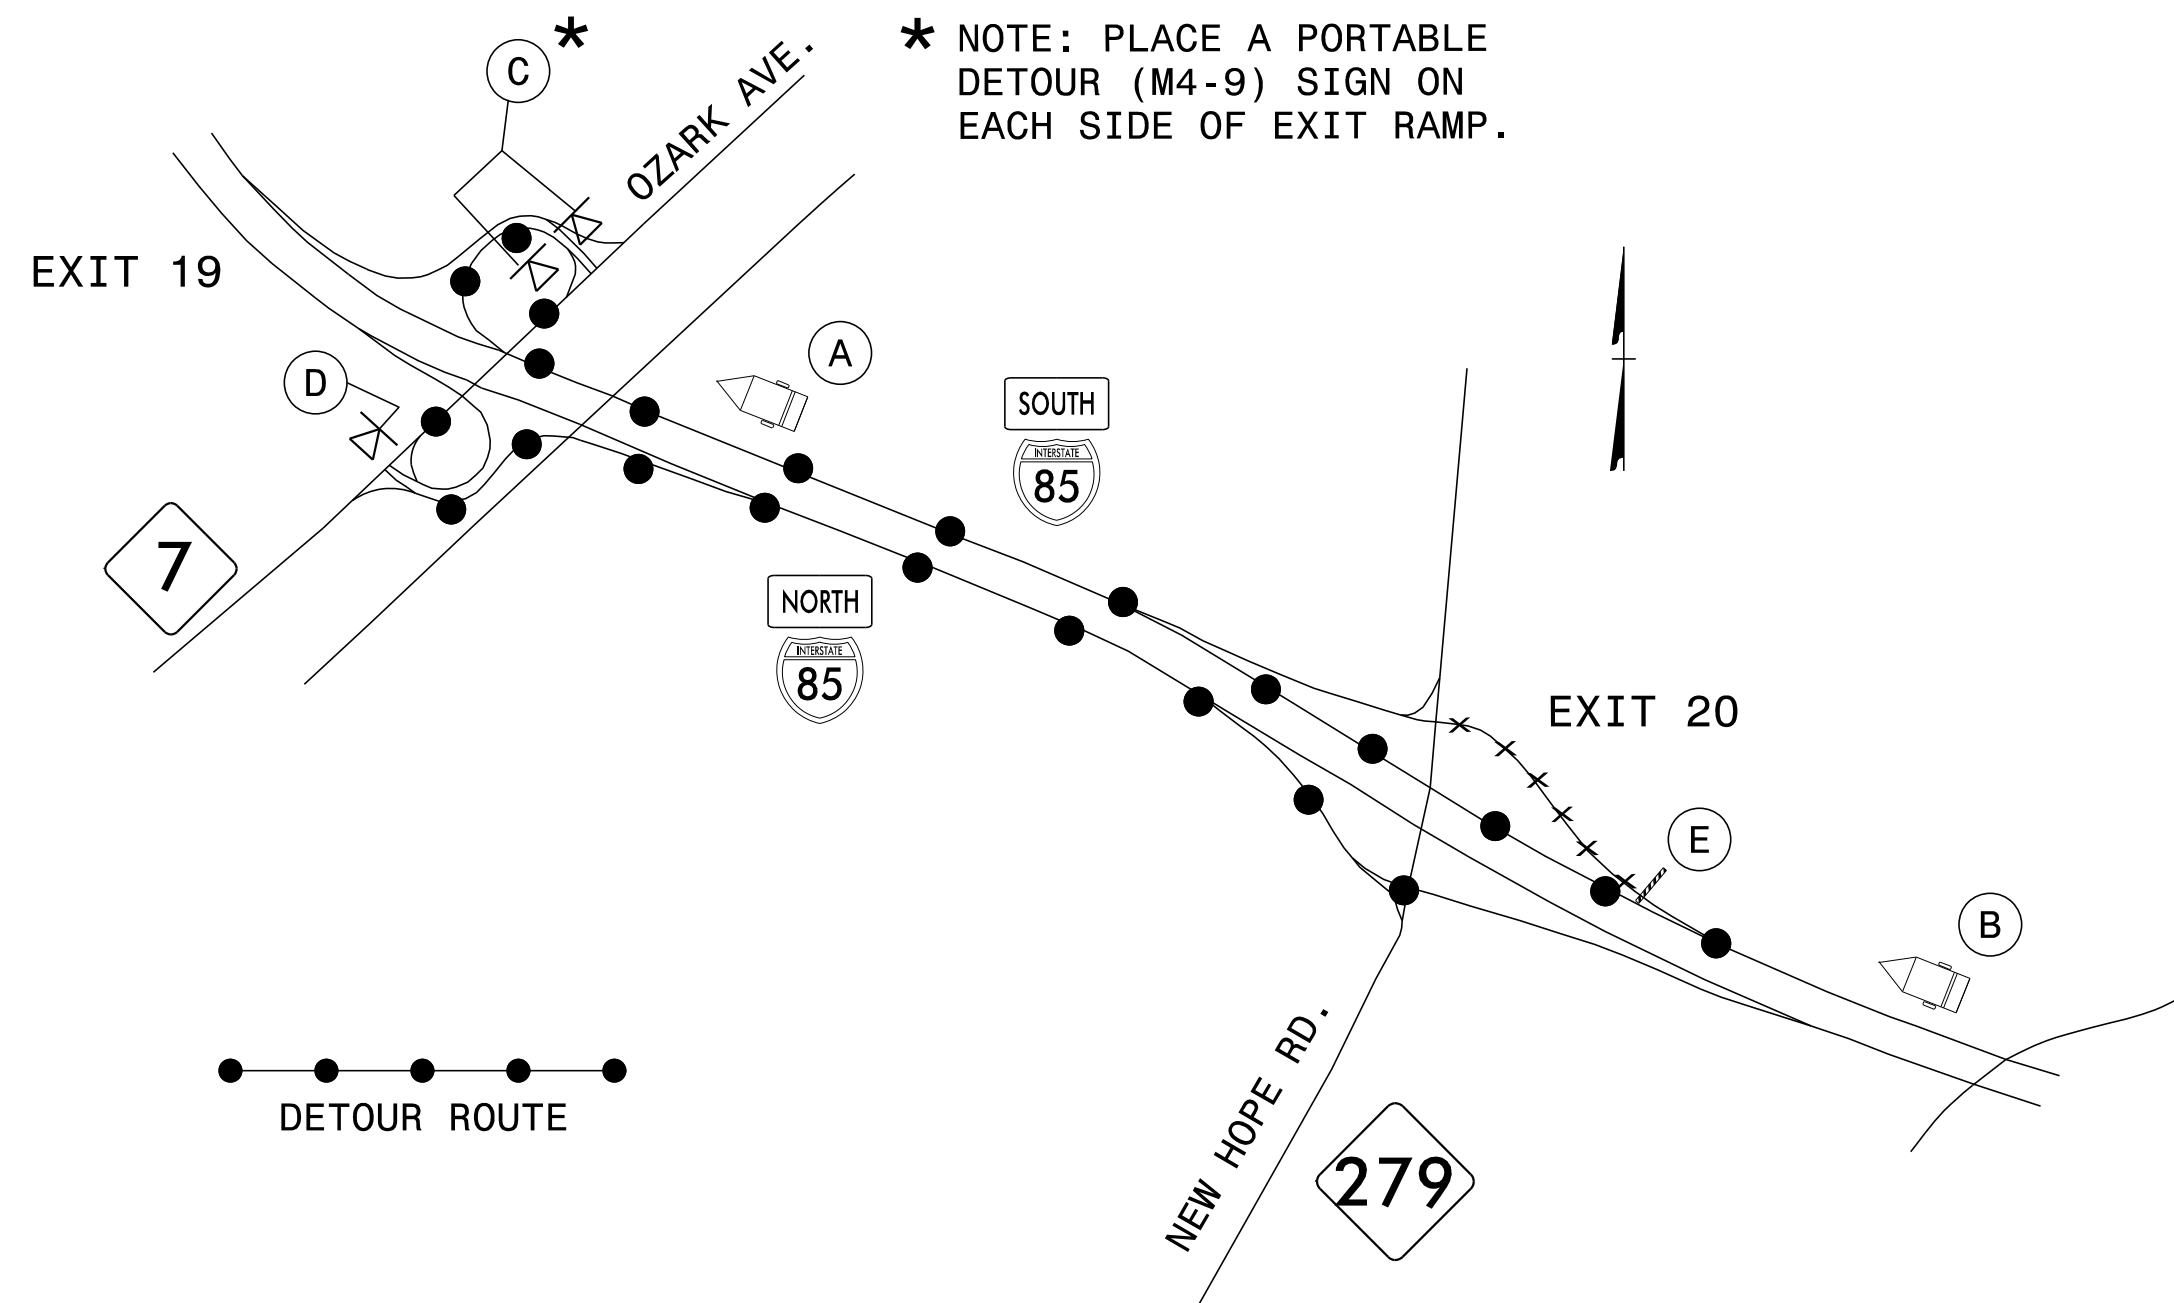 C *
* NOTE: PLACE A PORTABLE
DETOUR (M4-9) SIGN ON
EACH SIDE OF EXIT RAMP.
OZARK AVE.
EXIT 19
A
D
SOUTH
INTERSTATE
85
7
NORTH
INTERSTATE
85
EXIT 20
E
B
DETOUR ROUTE
NEW HOPE RD.
279